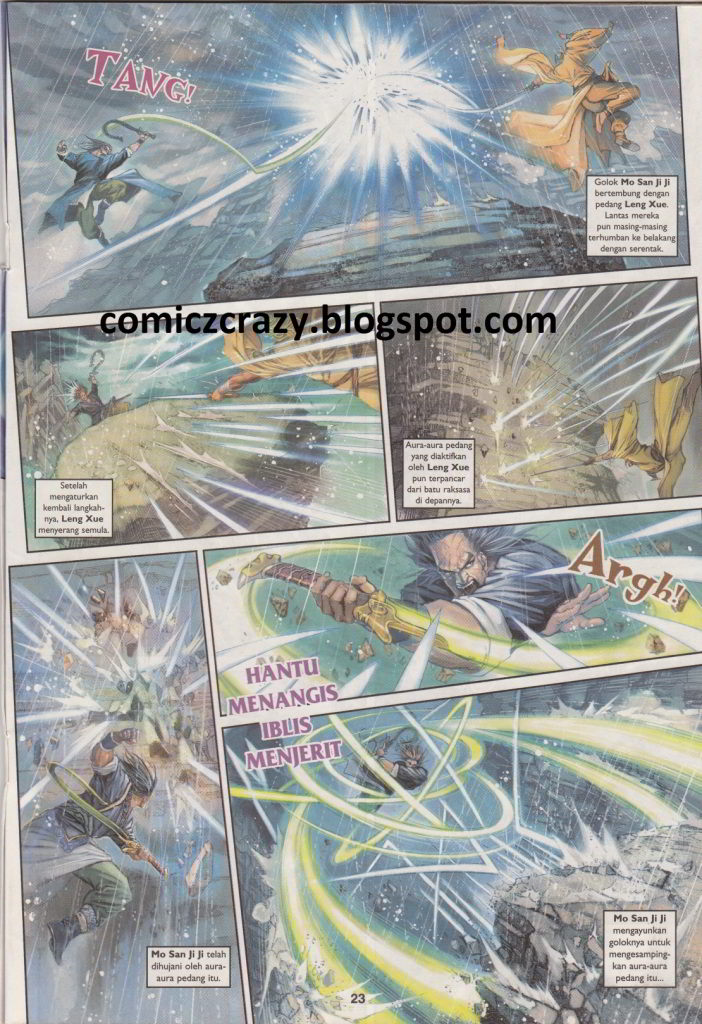 TANG!
Golok Mo San Ji Ji
bertembung dengan
pedang Leng Xue.
Lantas mereka
pun masing-masing
terhumban ke belakang
dengan serentak.
comiczcrazy.blogspot.com
Setelah
mengaturkan
kembali langkah-
nya, Leng Xue
menyerang semula.
Aura-aura pedang
yang diaktifkan
oleh Leng Xue
pun terpancar
dari batu raksasa
di depannya.
Argh!!
HANTU
MENANGIS
IBLIS
MENJERIT
Mo San Ji Ji telah
dihujani oleh aura-
aura pedang itu.
Mo San Ji Ji
mengayunkan
goloknya untuk
mengesamping-
kan aura-aura
pedang itu...
23